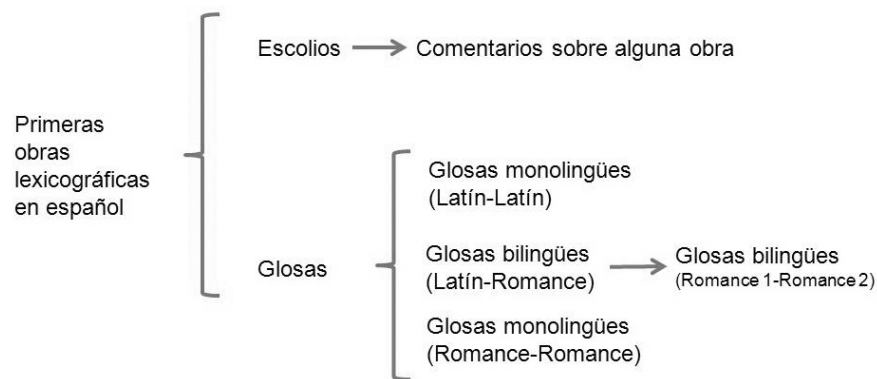 Primeras
obras
lexicográficas
en español
Escolios
Comentarios sobre alguna obra
Glosas
Glosas monolingües
(Latín-Latín)
Glosas bilingües
(Latín-Romance)
Glosas bilingües
(Romance 1-Romance 2)
Glosas monolingües
(Romance-Romance)